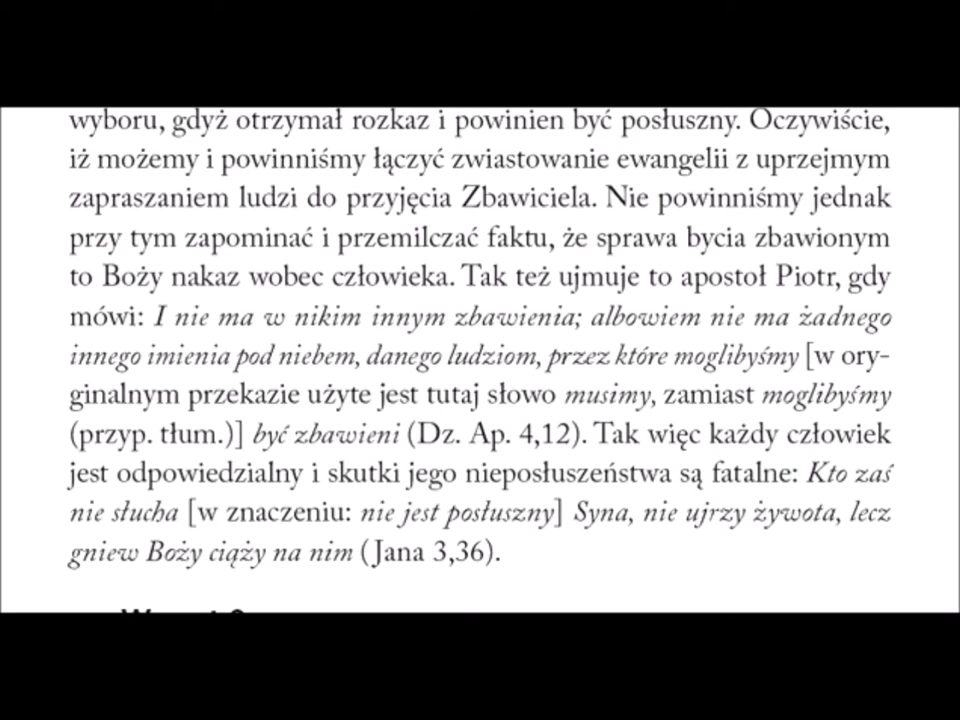 wyboru, gdyż otrzymał rozkaz i powinien być posłuszny. Oczywiście,
iż możemy i powinniśmy łączyć zwiastowanie ewangelii z uprzejmym
zapraszaniem ludzi do przyjęcia Zbawiciela. Nie powinniśmy jednak
przy tym zapominać i przemilczać faktu, że sprawa bycia zbawionym
to Boży nakaz wobec człowieka. Tak też ujmuje to apostoł Piotr, gdy
mówi: I nie ma w nikim innym zbawienia; albowiem nie ma żadnego
innego imienia pod niebem, danego ludziom, przez które moglibyśmy [w ory-
ginalnym przekazie użyte jest tutaj słowo musimy, zamiast moglibyśmy
(przyp. tłum.)] być zbawieni (Dz. Ap. 4,12). Tak więc każdy człowiek
jest odpowiedzialny i skutki jego nieposłuszeństwa są fatalne: Kto zaś
nie słucha [w znaczeniu: nie jest posłuszny] Syna, nie ujrzy żywota, lecz
gniew Boży ciąży na nim (Jana 3,36).